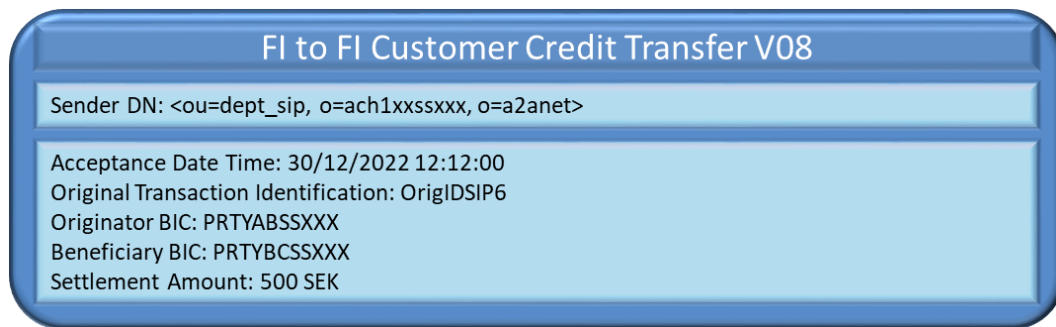 FI to FI Customer Credit Transfer V08
Sender DN: <ou=dept_sip, o=ach1xxssxxx, o=a2anet>
Acceptance Date Time: 30/12/2022 12:12:00
Original Transaction Identification: OrigIDSIP6
Originator BIC: PRTYABSSXXX
Beneficiary BIC: PRTYBCSSXXX
Settlement Amount: 500 SEK